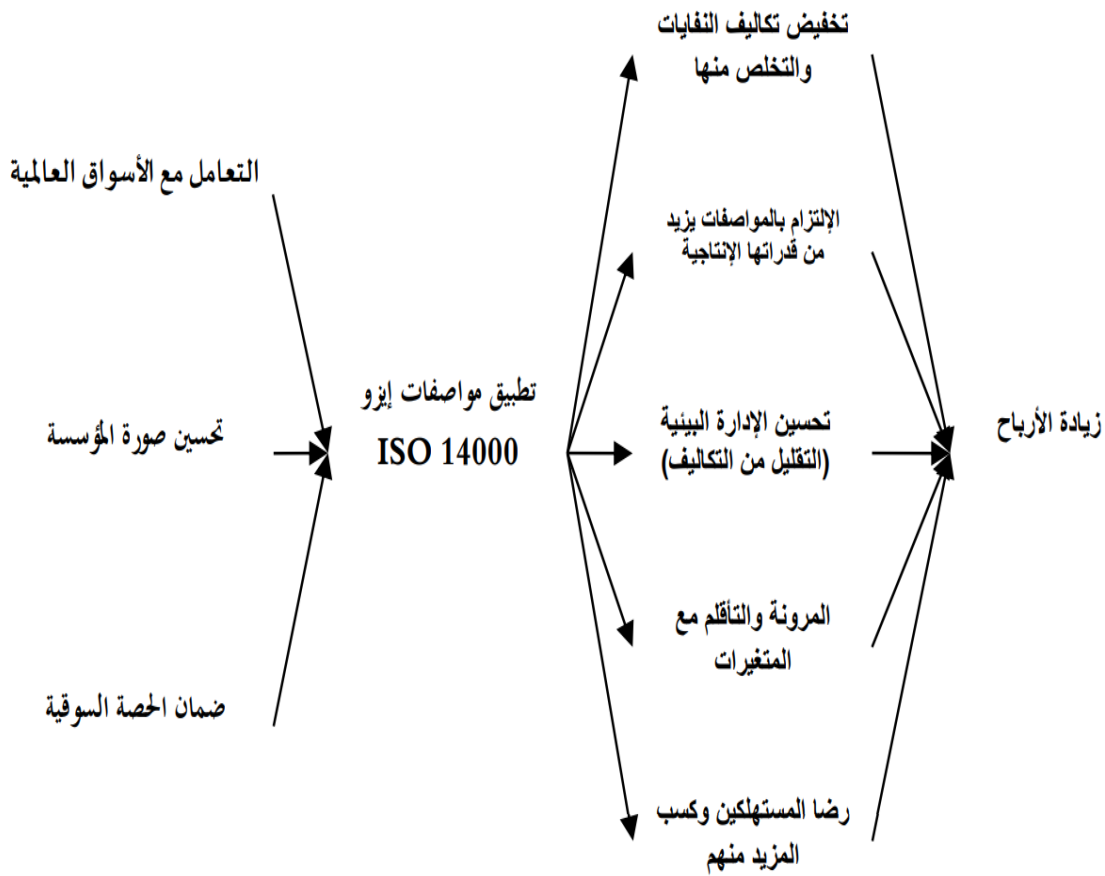 تخفيض تكاليف النفايات
والتخلص منها
التعامل مع الأسواق العالمية
الإلتزام بالمواصفات يزيد
من قدراتها الإنتاجية
تطبيق مواصفات إيزو
ISO 14000
تحسين صورة المؤسسة
تحسين الإدارة البيئية
(التقليل من التكاليف)
زيادة الأرباح
المرونة والتأقلم مع
المتغيرات
ضمان الحصة السوقية
رضا المستهلكين وكسب
المزيد منهم